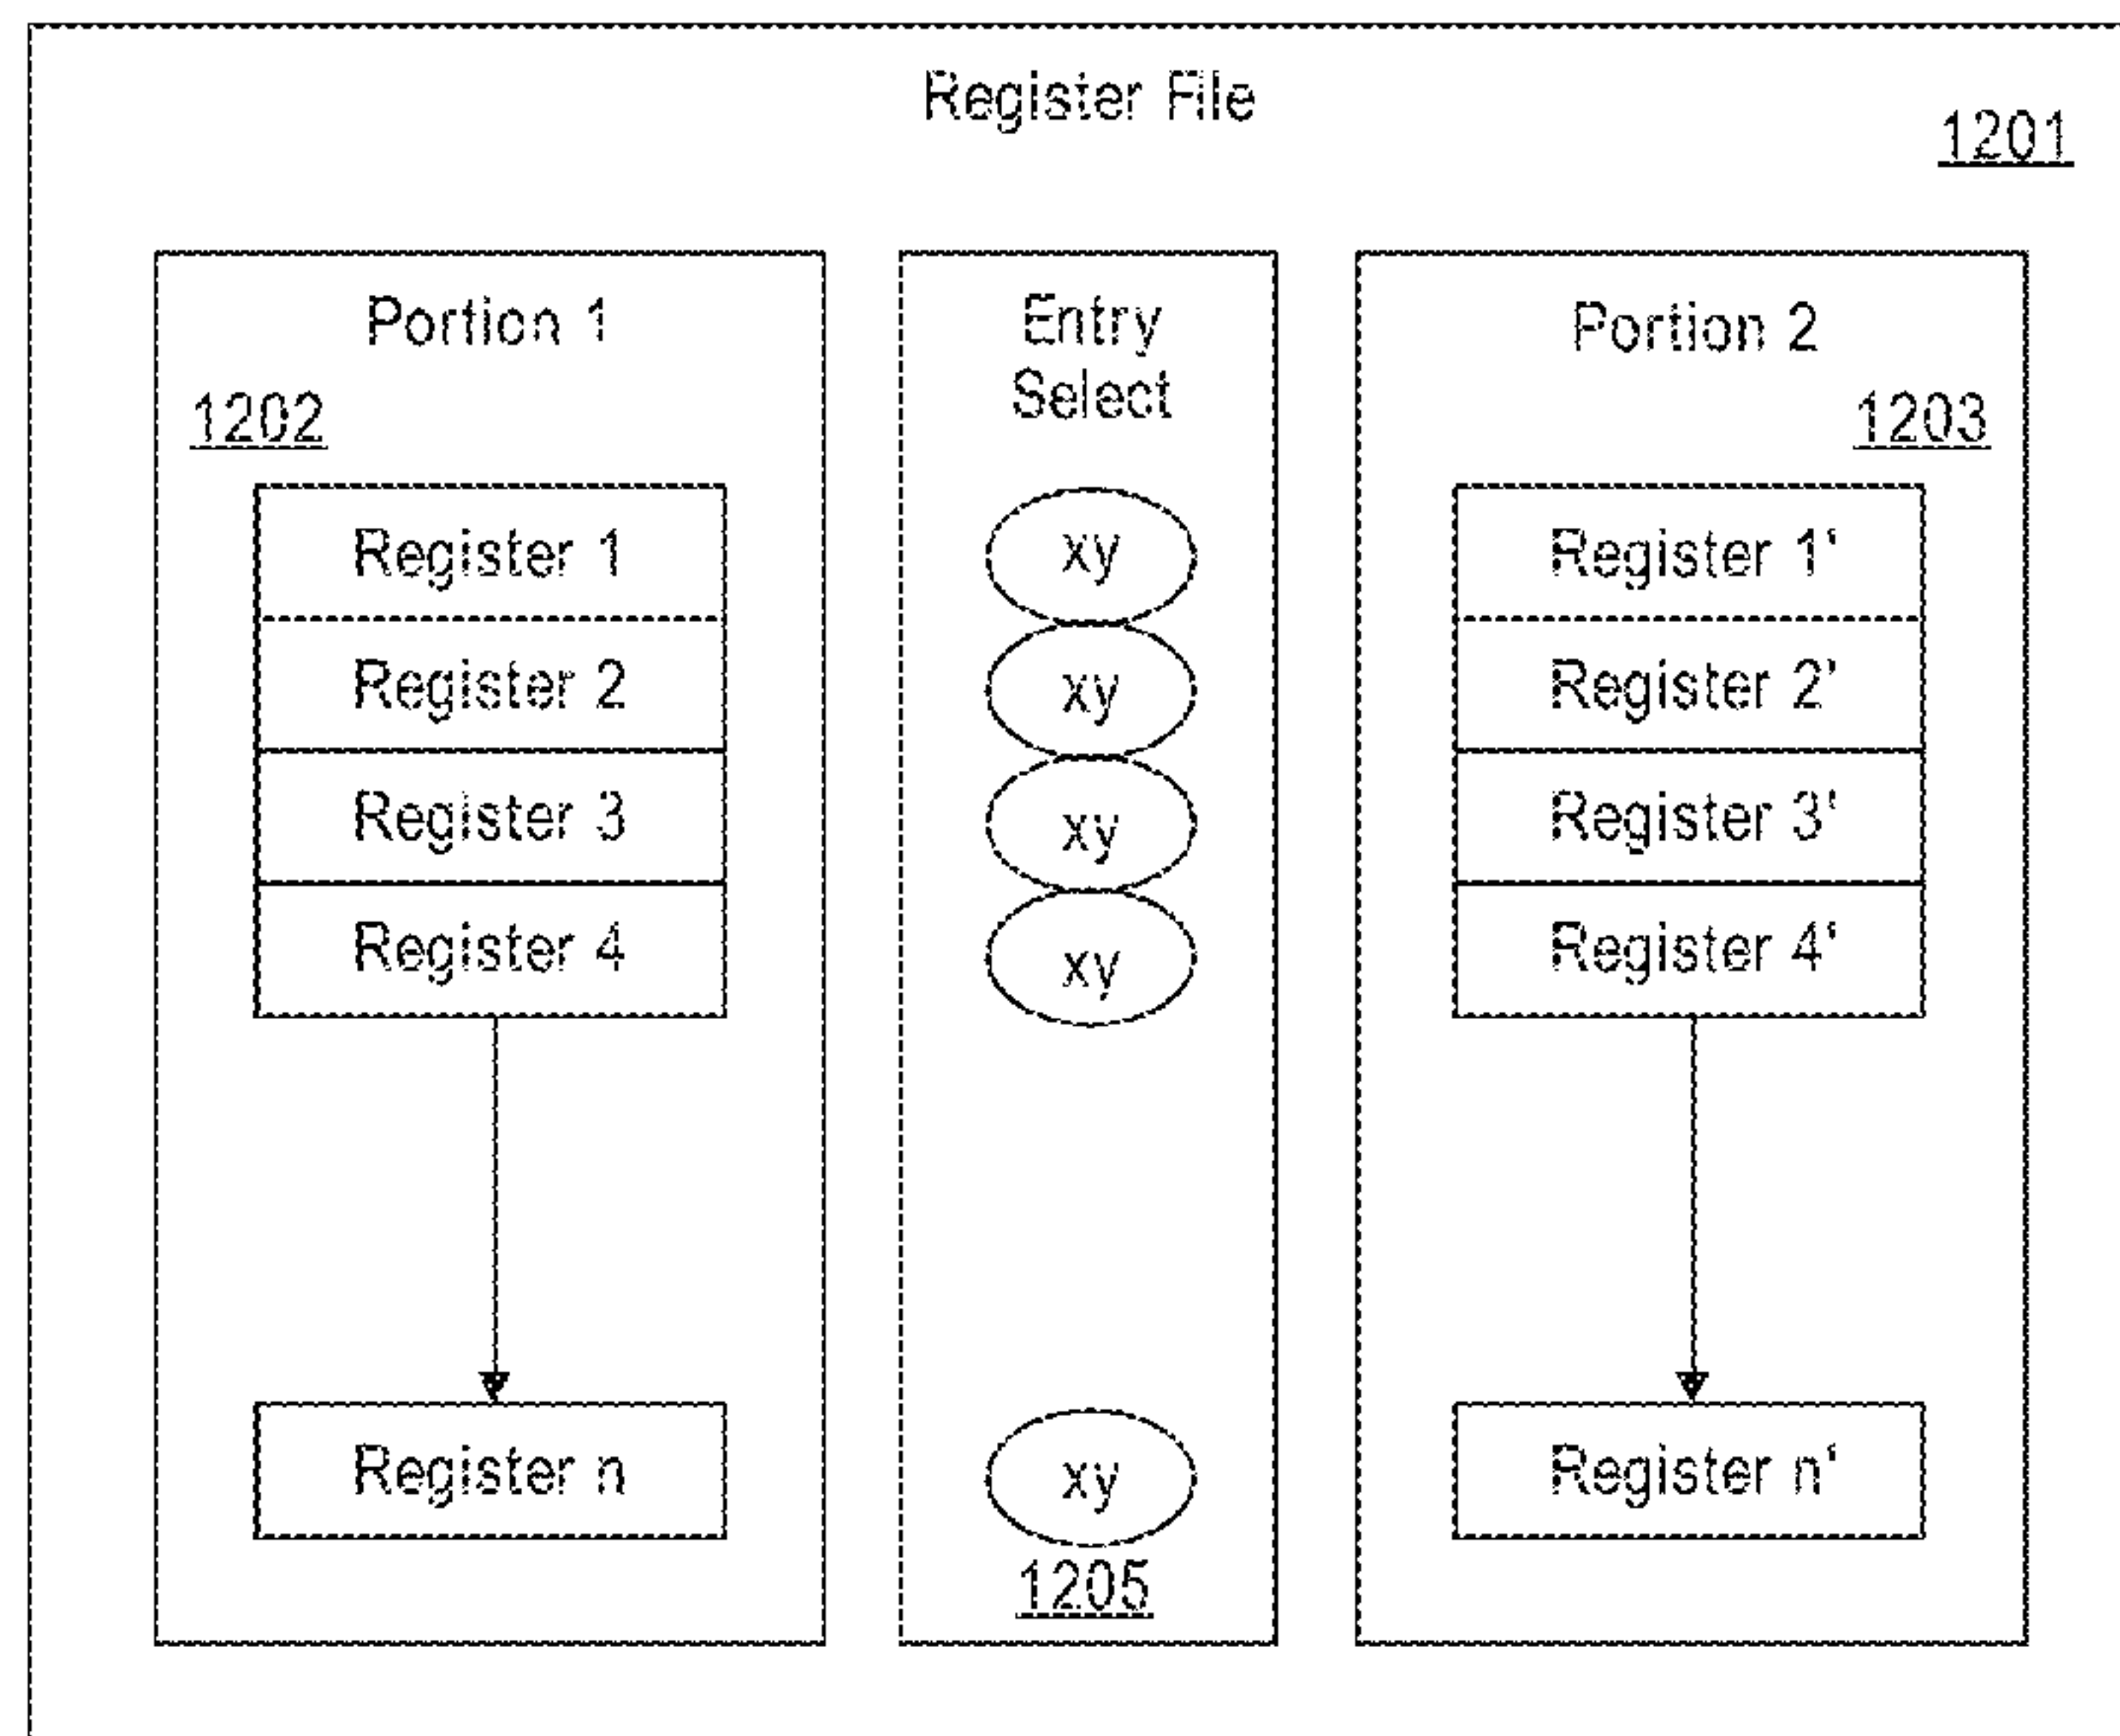 Register File
1201
Portion 1
1202
Register 1
Register 2
Register 3
Register 4
Register n
Entry
Select
xy
xy
xy
xy
xy
1205
Portion 2
1203
Register 1'
Register 2'
Register 3'
Register 4'
Register n'